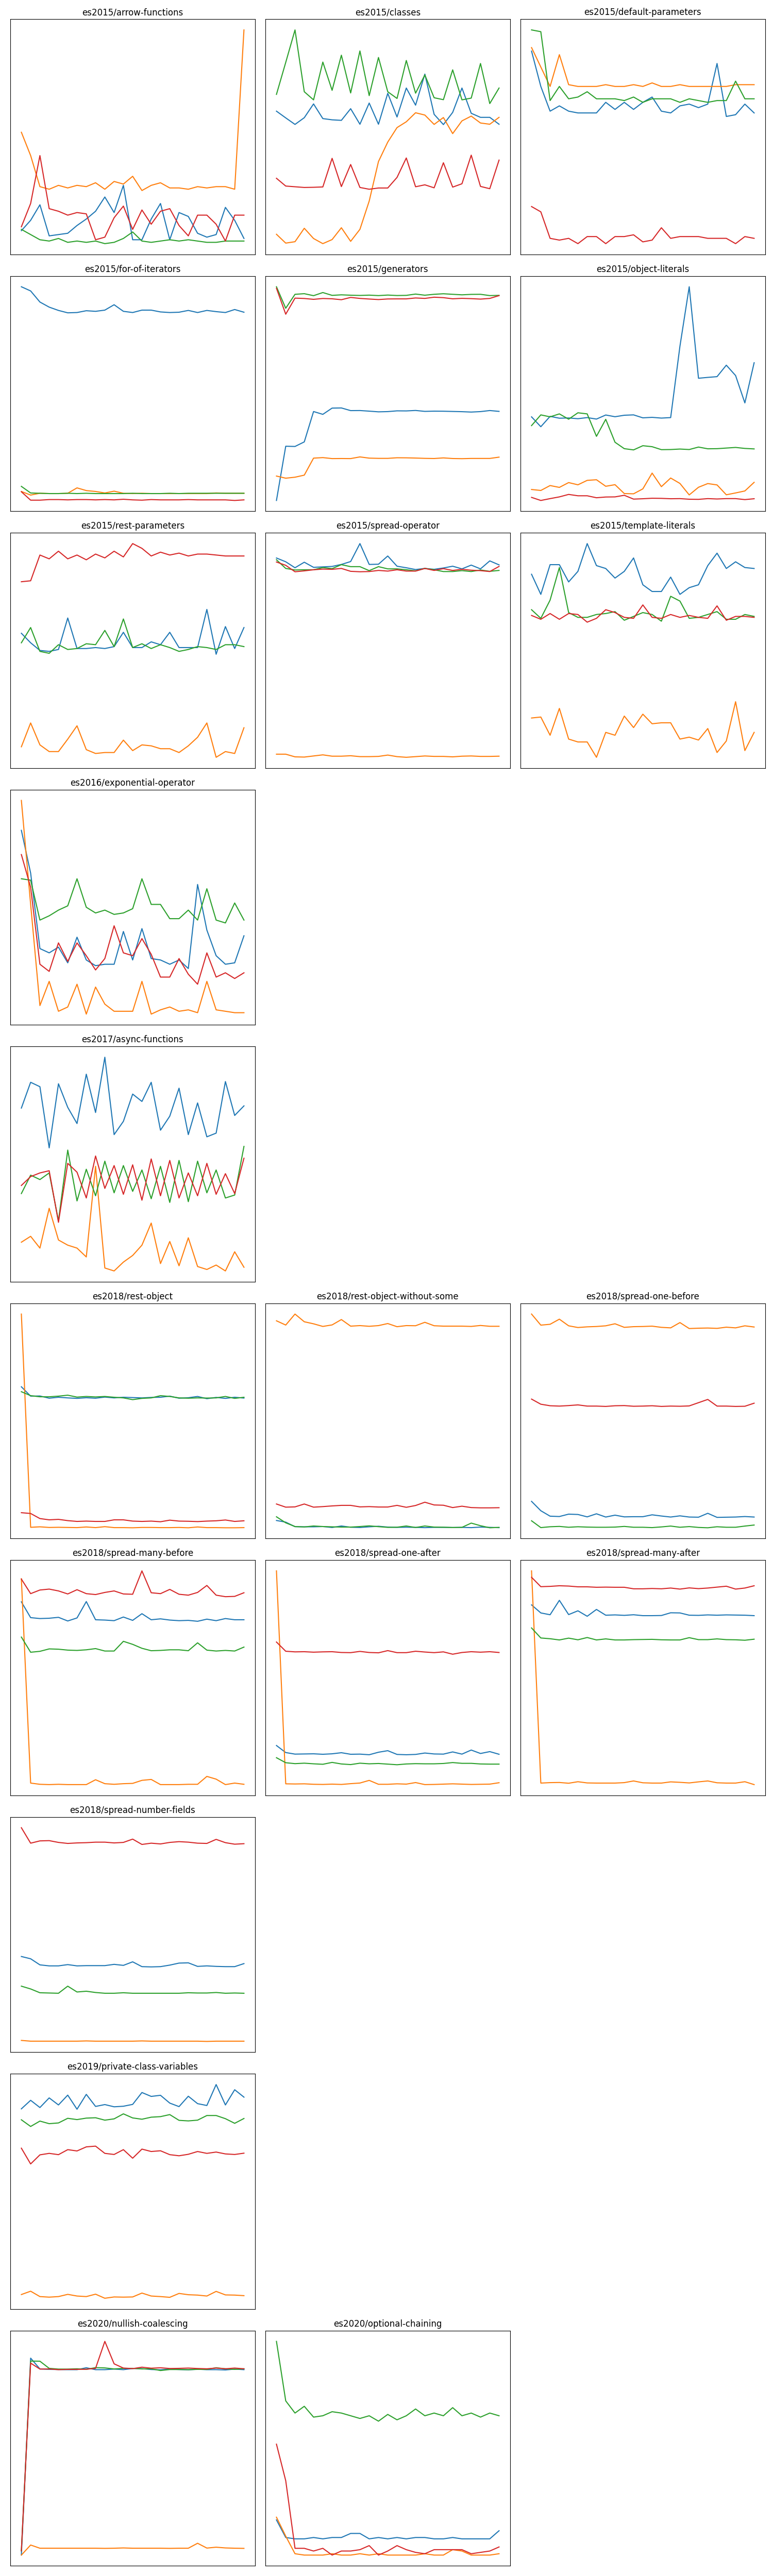 es2015/arrow-functions
es2015/classes
es2015/default-parameters
es2015/for-of-iterators
es2015/generators
es2015/object-literals
es2015/rest-parameters
es2015/spread-operator
es2015/template-literals
es2016/exponential-operator
es2017/async-functions
es2018/rest-object
es2018/rest-object-without-some
es2018/spread-one-before
es2018/spread-many-before
es2018/spread-one-after
es2018/spread-many-after
es2018/spread-number-fields
es2019/private-class-variables
es2020/nullish-coalescing
es2020/optional-chaining